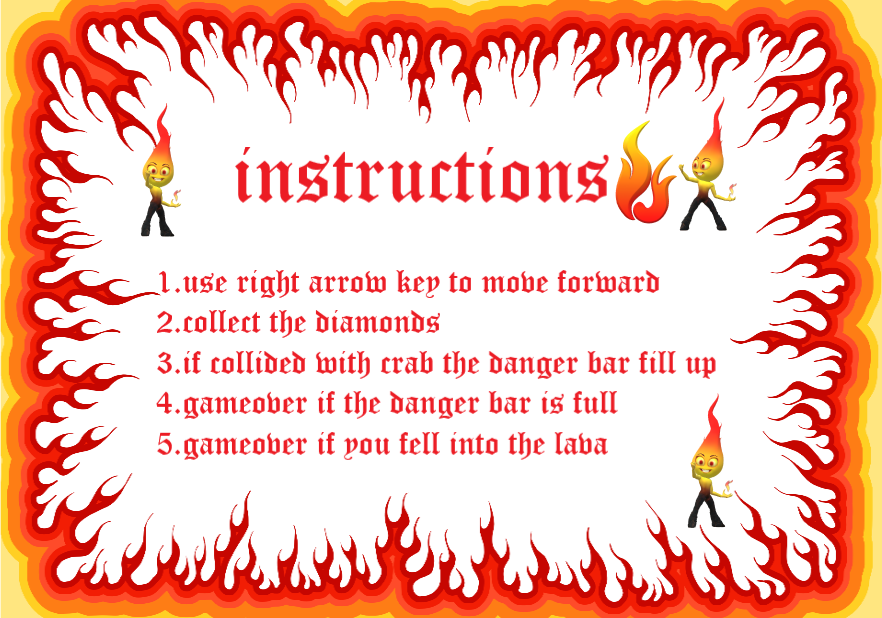 instructions
1.use right arrow key to move forward
2.collect the diamonds
3.if collided with crab the danger bar fill up
4.gameover if the danger bar is full
5.gameover if you fell into the lava